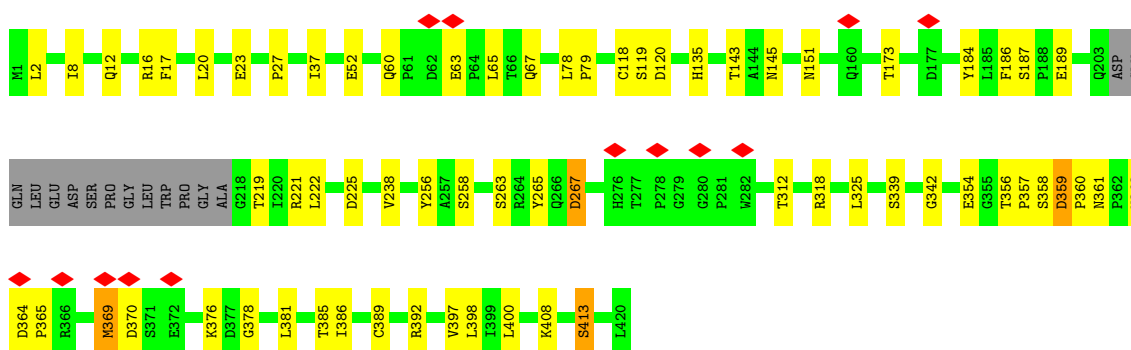 M1 L2 I8 Q12 R16 F17 L20 E23 P27 I37 E52 Q60 P61 D62 E63 P64 L65 T66 Q67 L78 P79 C118 S119 D120 H135 T143 A144 N145 N151 Q160 T173 D177 Y184 L185 F186 S187 P188 E189 Q203 ASP
GLN LEU GLU ASP SER PRO GLY LEU TRP PRO GLY ALA G218 T219 I220 R221 L222 D225 V238 Y256 A257 S258 S263 R264 Y265 Q266 D267 H276 T277 P278 G279 G280 P281 W282 T312 R318 L325 S339 G342 E354 G355 T356 P357 S358 D359 P360 N361 P362
D364 P365 R366 M369 D370 S371 E372 K376 D377 G378 L381 T385 I386 C389 R392 V397 L398 I399 L400 K408 S413 L420